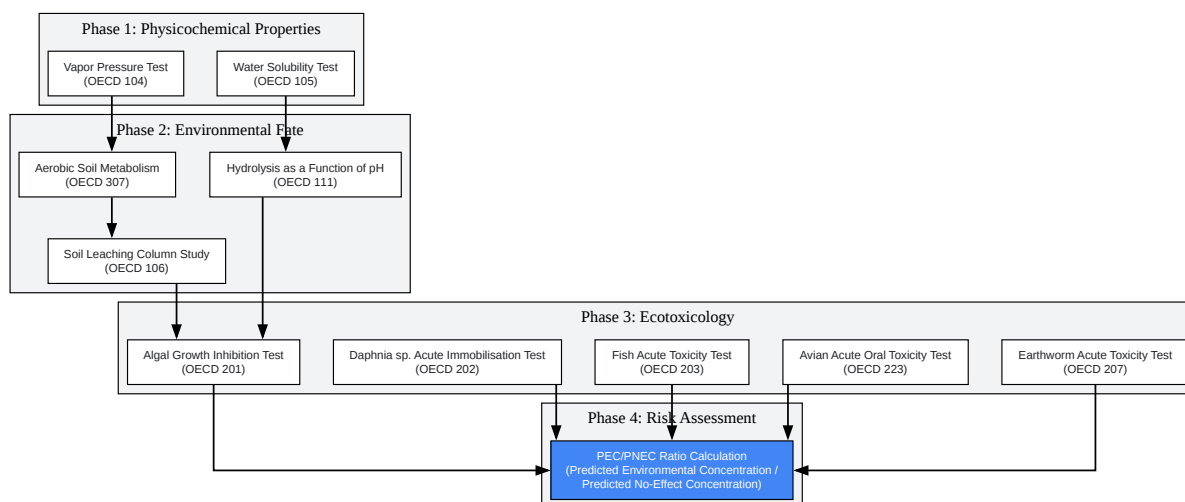 Phase 1: Physicochemical Properties
Vapor Pressure Test
(OECD 104)
Water Solubility Test
(OECD 105)
Phase 2: Environmental Fate
Aerobic Soil Metabolism
(OECD 307)
Hydrolysis as a Function of pH
(OECD 111)
Soil Leaching Column Study
(OECD 106)
Phase 3: Ecotoxicology
Algal Growth Inhibition Test
(OECD 201)
Daphnia sp. Acute Immobilisation Test
(OECD 202)
Fish Acute Toxicity Test
(OECD 203)
Avian Acute Oral Toxicity Test
(OECD 223)
Earthworm Acute Toxicity Test
(OECD 207)
Phase 4: Risk Assessment
PEC/PNEC Ratio Calculation
(Predicted Environmental Concentration /
Predicted No-Effect Concentration)